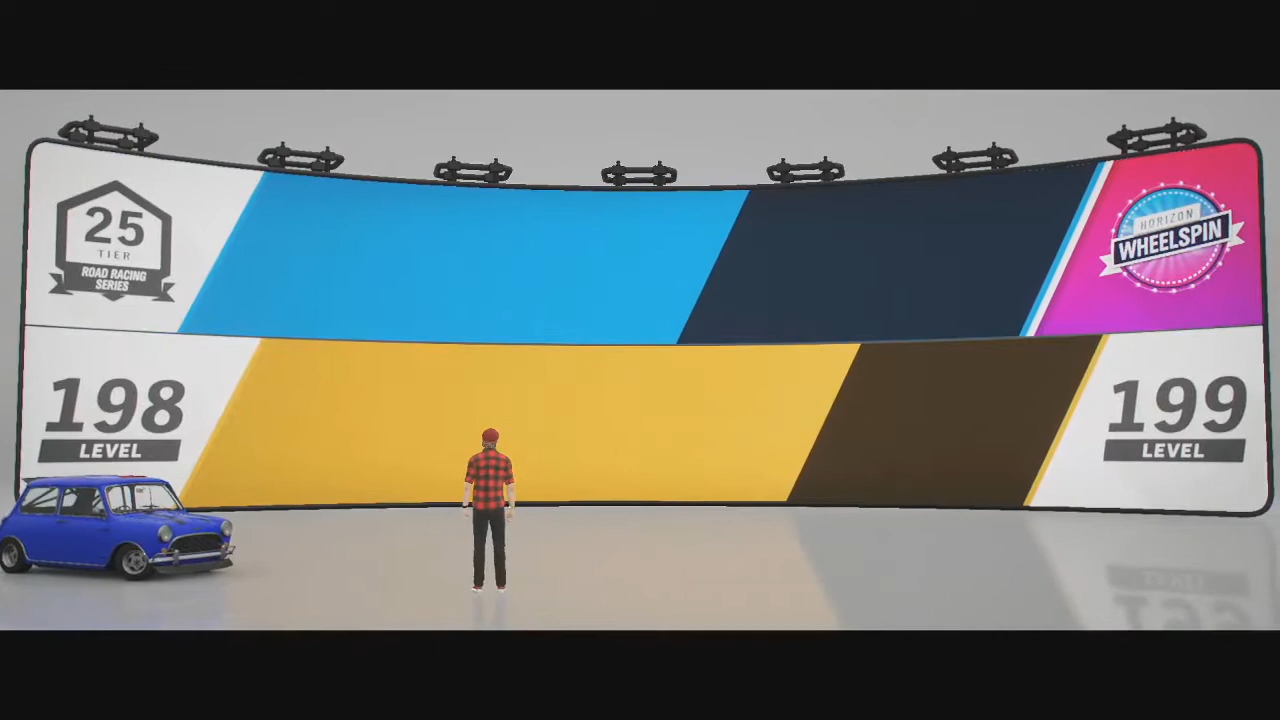 25
TIER
ROAD RACING
SERIES
HORIZON
WHEELSPIN
198
LEVEL
199
LEVEL